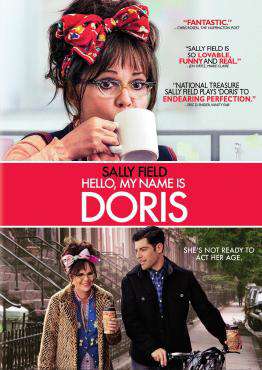 "FANTASTIC."
"SALLY FIELD IS
SO LOVABLE,
FUNNY AND REAL."
"NATIONAL TREASURE
SALLY FIELD PLAYS 'DORIS' TO
ENDEARING PERFECTION."
SALLY FIELD
HELLO, MY NAME IS
DORIS
SHE'S NOT READY TO
ACT HER AGE.